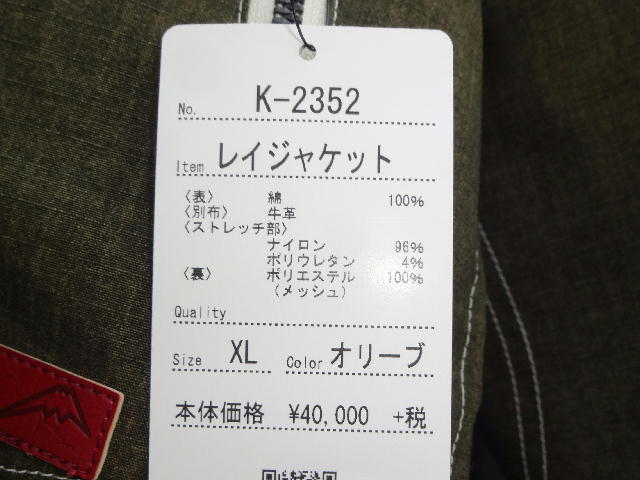 No. K-2352
Item レイジャケット
〈表〉 綿 100%
〈別布〉 牛革
〈ストレッチ部〉
ナイロン 96%
ポリウレタン 4%
〈裏〉 ポリエステル 100%
(メッシュ)
Quality
Size XL Color オリーブ
本体価格 ¥40,000 +税